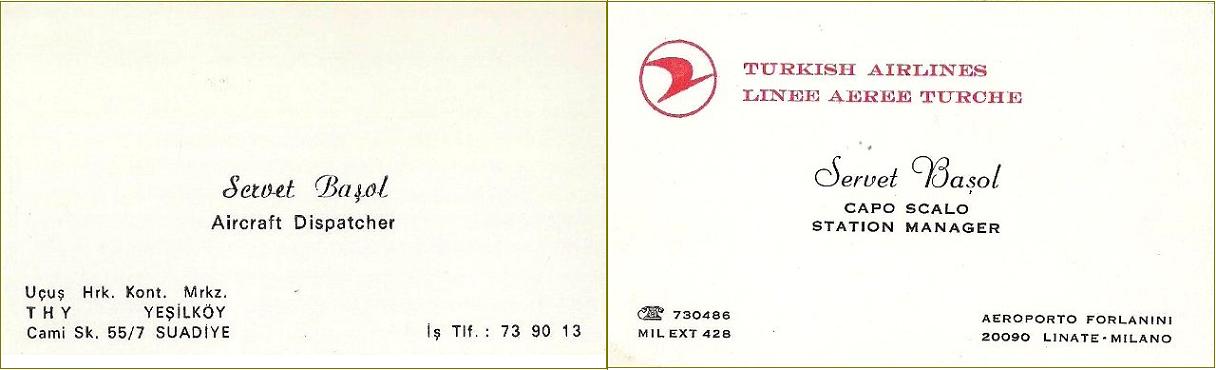 Servet Başol
Aircraft Dispatcher
Uçuş Hrk. Kont. Mrkz.
THY YEŞİLKÖY
Cami Sk. 55/7 SUADİYE
İş Tlf. : 73 90 13
TURKISH AIRLINES
LINEE AEREE TURCHE
Servet Başol
CAPO SCALO
STATION MANAGER
730486
MIL EXT 428
AEROPORTO FORLANINI
20090 LINATE-MILANO